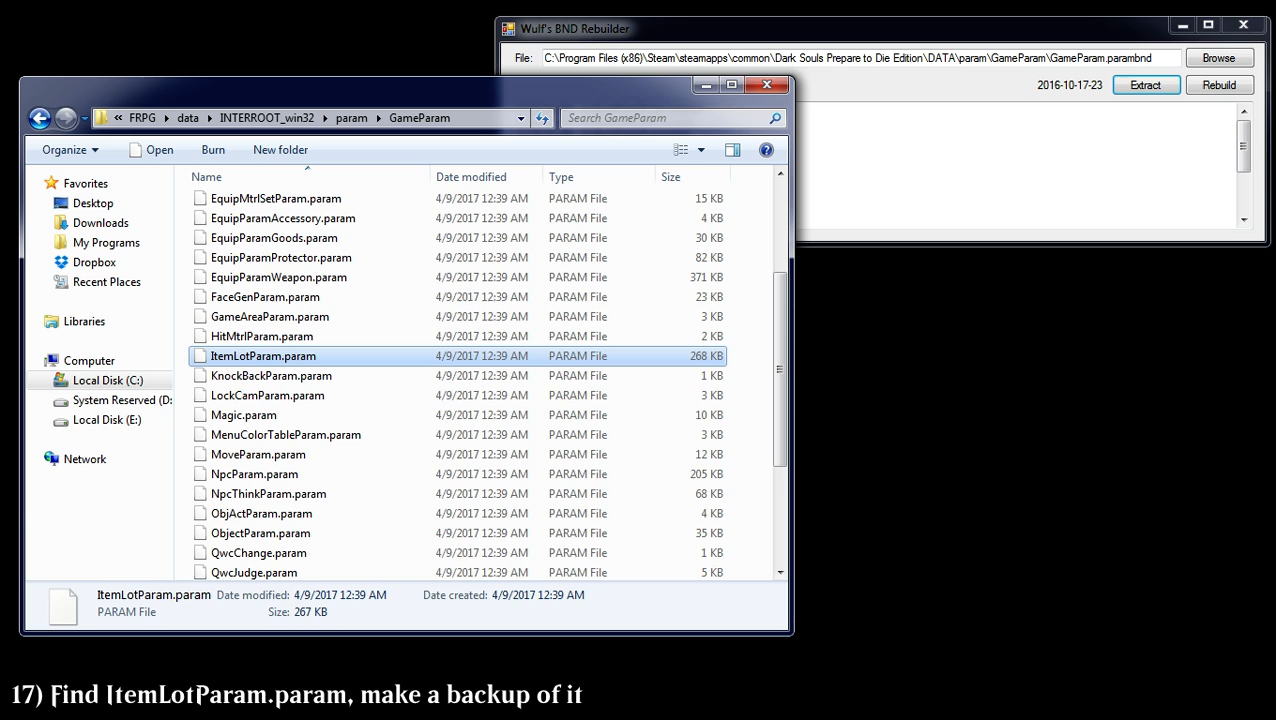 Wulf's BND Rebuilder
File: C:\Program Files (x86)\Steam\steamapps\common\Dark Souls Prepare to Die Edition\DATA\param\GameParam\GameParam.parambnd Browse
2016-10-17-23 Extract Rebuild
« FRPG data INTERROOT_win32 param GameParam Search GameParam
Organize Open Burn New folder
Name Date modified Type Size
Favorites
Desktop
Downloads
My Programs
Dropbox
Recent Places
Libraries
Computer
Local Disk (C:)
System Reserved (D:
Local Disk (E:)
Network
EquipMtrlSetParam.param 4/9/2017 12:39 AM PARAM File 15 KB
EquipParamAccessory.param 4/9/2017 12:39 AM PARAM File 4 KB
EquipParamGoods.param 4/9/2017 12:39 AM PARAM File 30 KB
EquipParamProtector.param 4/9/2017 12:39 AM PARAM File 82 KB
EquipParamWeapon.param 4/9/2017 12:39 AM PARAM File 371 KB
FaceGenParam.param 4/9/2017 12:39 AM PARAM File 23 KB
GameAreaParam.param 4/9/2017 12:39 AM PARAM File 3 KB
HitMtrlParam.param 4/9/2017 12:39 AM PARAM File 2 KB
ItemLotParam.param 4/9/2017 12:39 AM PARAM File 268 KB
KnockBackParam.param 4/9/2017 12:39 AM PARAM File 1 KB
LockCamParam.param 4/9/2017 12:39 AM PARAM File 3 KB
Magic.param 4/9/2017 12:39 AM PARAM File 10 KB
MenuColorTableParam.param 4/9/2017 12:39 AM PARAM File 3 KB
MoveParam.param 4/9/2017 12:39 AM PARAM File 12 KB
NpcParam.param 4/9/2017 12:39 AM PARAM File 205 KB
NpcThinkParam.param 4/9/2017 12:39 AM PARAM File 68 KB
ObjActParam.param 4/9/2017 12:39 AM PARAM File 4 KB
ObjectParam.param 4/9/2017 12:39 AM PARAM File 35 KB
QwcChange.param 4/9/2017 12:39 AM PARAM File 1 KB
QwcJudge.param 4/9/2017 12:39 AM PARAM File 5 KB
ItemLotParam.param Date modified: 4/9/2017 12:39 AM Date created: 4/9/2017 12:39 AM
PARAM File Size: 267 KB
17) Find ItemLotParam.param, make a backup of it